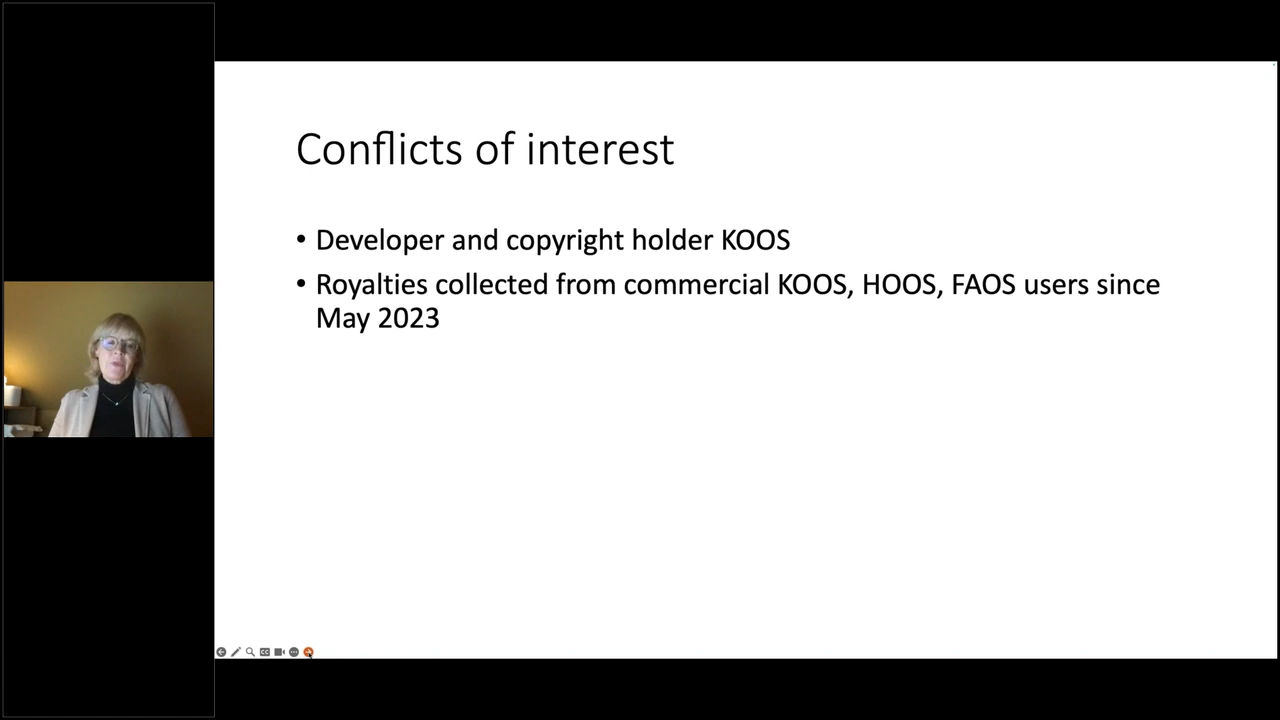 Conflicts of interest
• Developer and copyright holder KOOS
• Royalties collected from commercial KOOS, HOOS, FAOS users since
May 2023